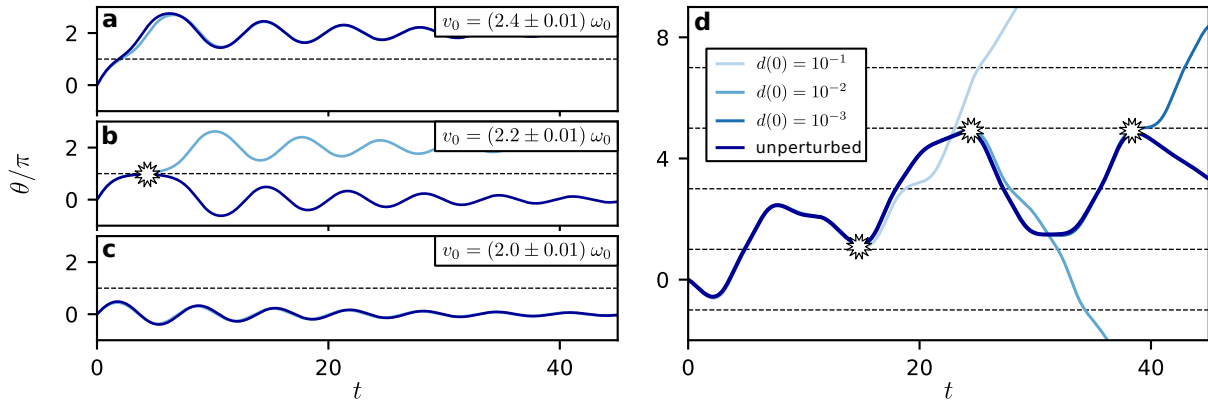 a
v₀ = (2.4 ± 0.01) ω₀
2
0
b
v₀ = (2.2 ± 0.01) ω₀
2
0
c
v₀ = (2.0 ± 0.01) ω₀
2
0
θ/π
0 20 40
t
d
8
4
0
d(0) = 10⁻¹
d(0) = 10⁻²
d(0) = 10⁻³
unperturbed
0 20 40
t